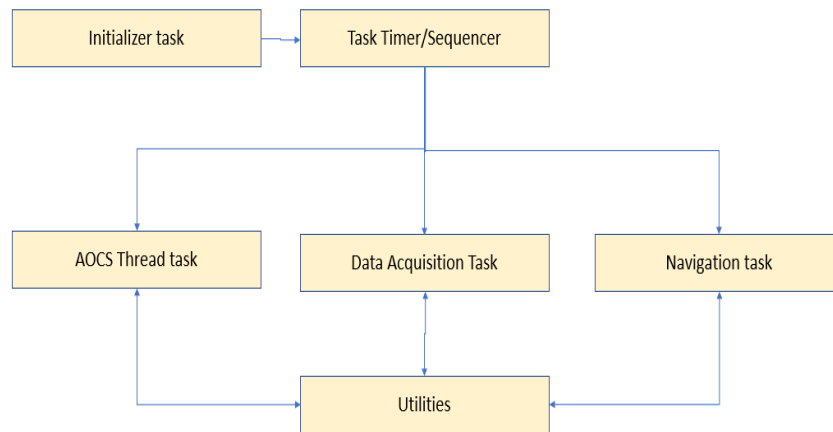 Initializer task
Task Timer/Sequencer
AOCS Thread task
Data Acquisition Task
Navigation task
Utilities